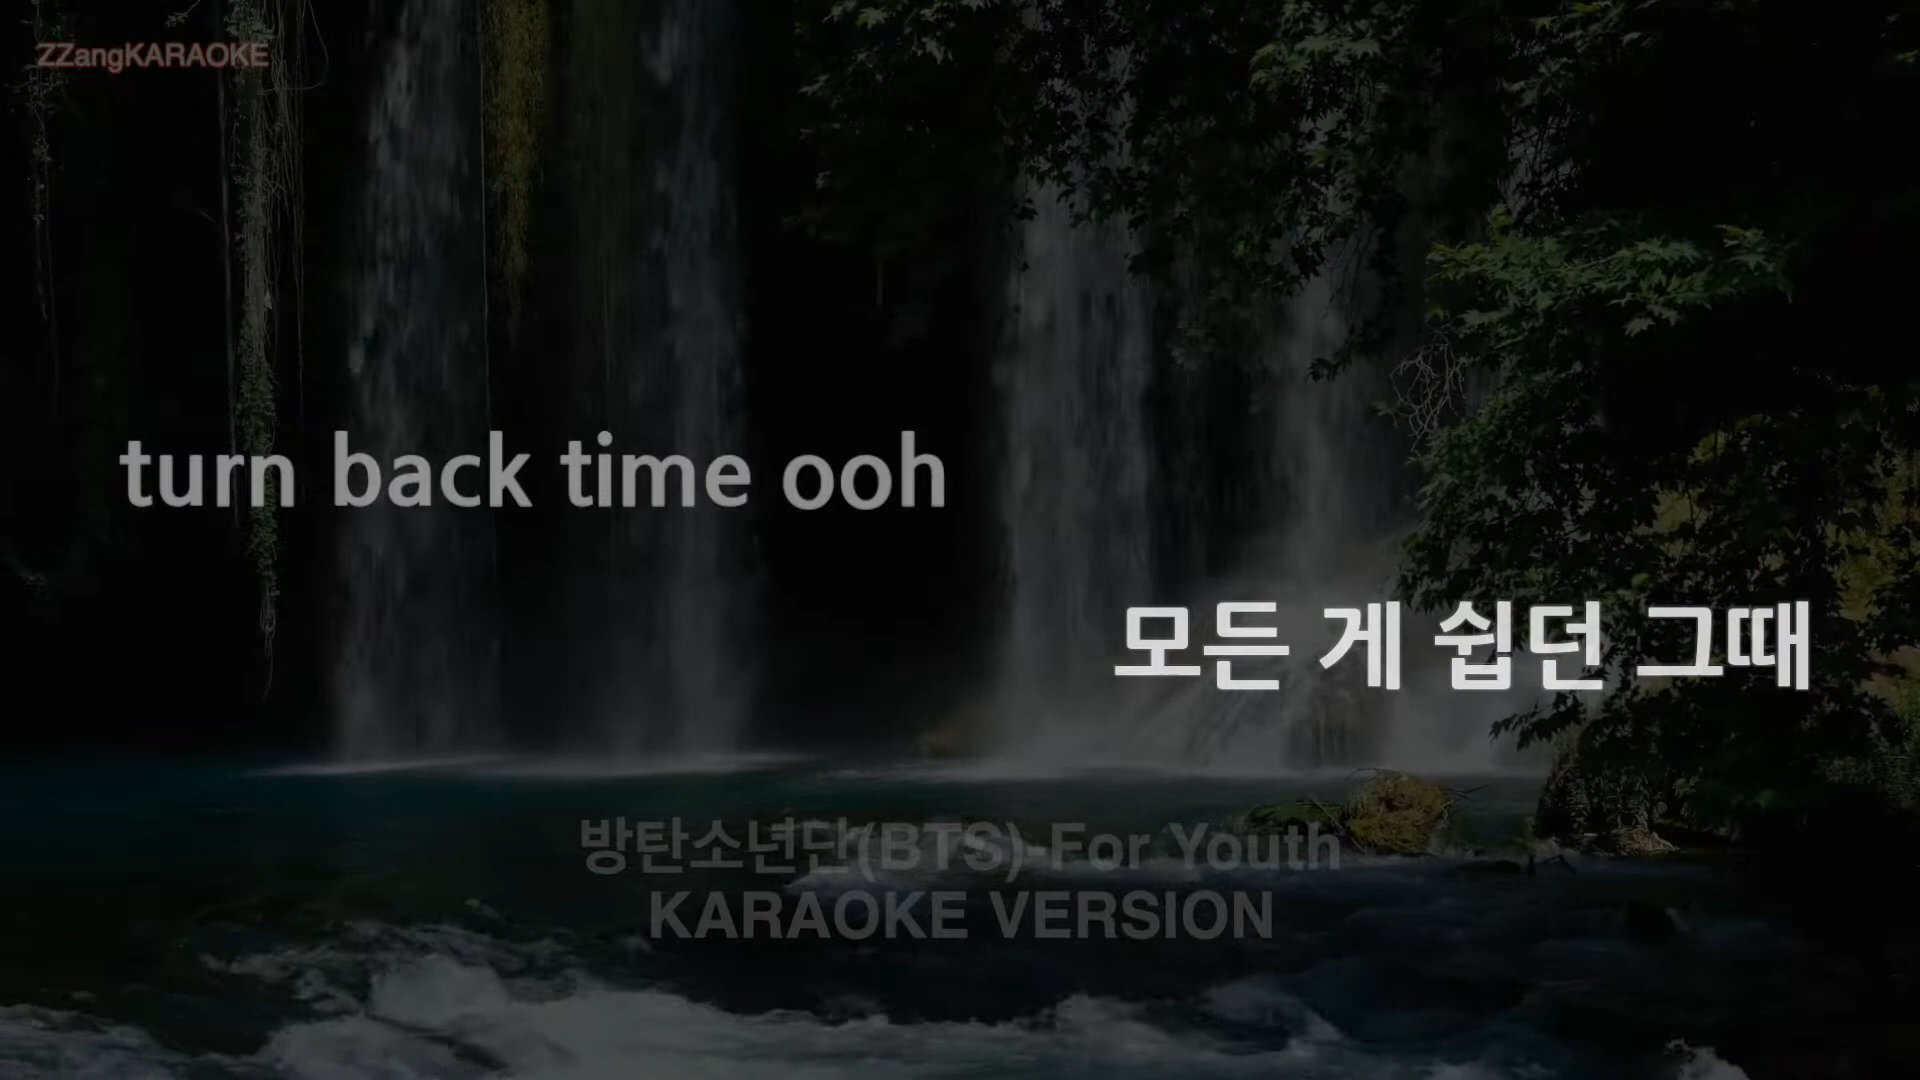 ZZangKARAOKE
turn back time ooh
모든 게 쉽던 그때
방탄소년단(BTS)-For Youth
KARAOKE VERSION